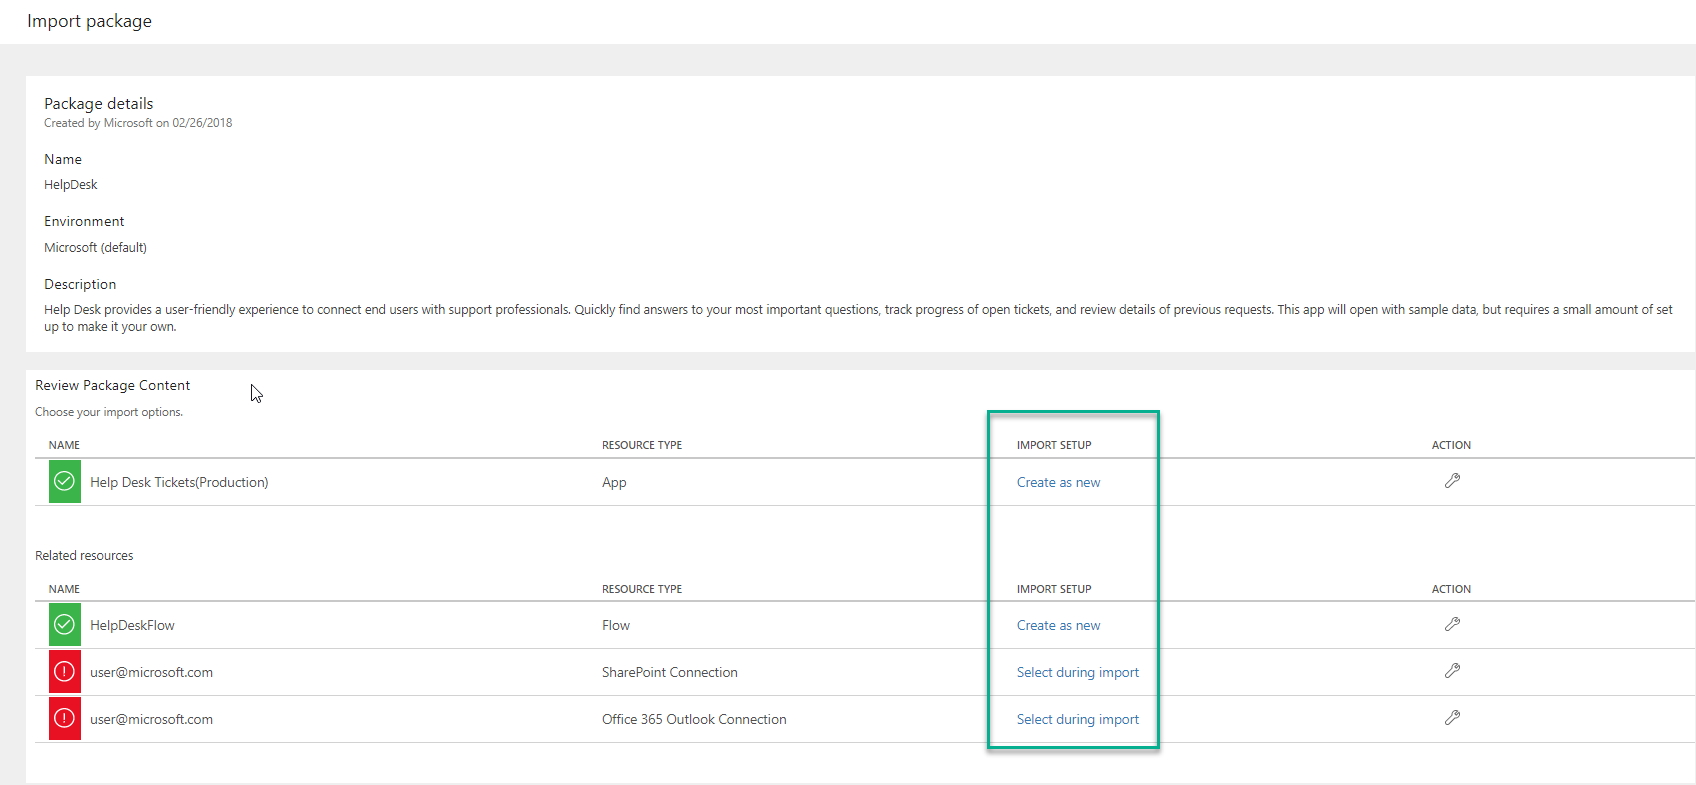 Import package
Package details
Created by Microsoft on 02/26/2018
Name
HelpDesk
Environment
Microsoft (default)
Description
Help Desk provides a user-friendly experience to connect end users with support professionals. Quickly find answers to your most important questions, track progress of open tickets, and review details of previous requests. This app will open with sample data, but requires a small amount of set
up to make it your own.
Review Package Content
Choose your import options.
NAME RESOURCE TYPE IMPORT SETUP ACTION
Help Desk Tickets(Production) App Create as new
Related resources
NAME RESOURCE TYPE IMPORT SETUP ACTION
HelpDeskFlow Flow Create as new
user@microsoft.com SharePoint Connection Select during import
user@microsoft.com Office 365 Outlook Connection Select during import